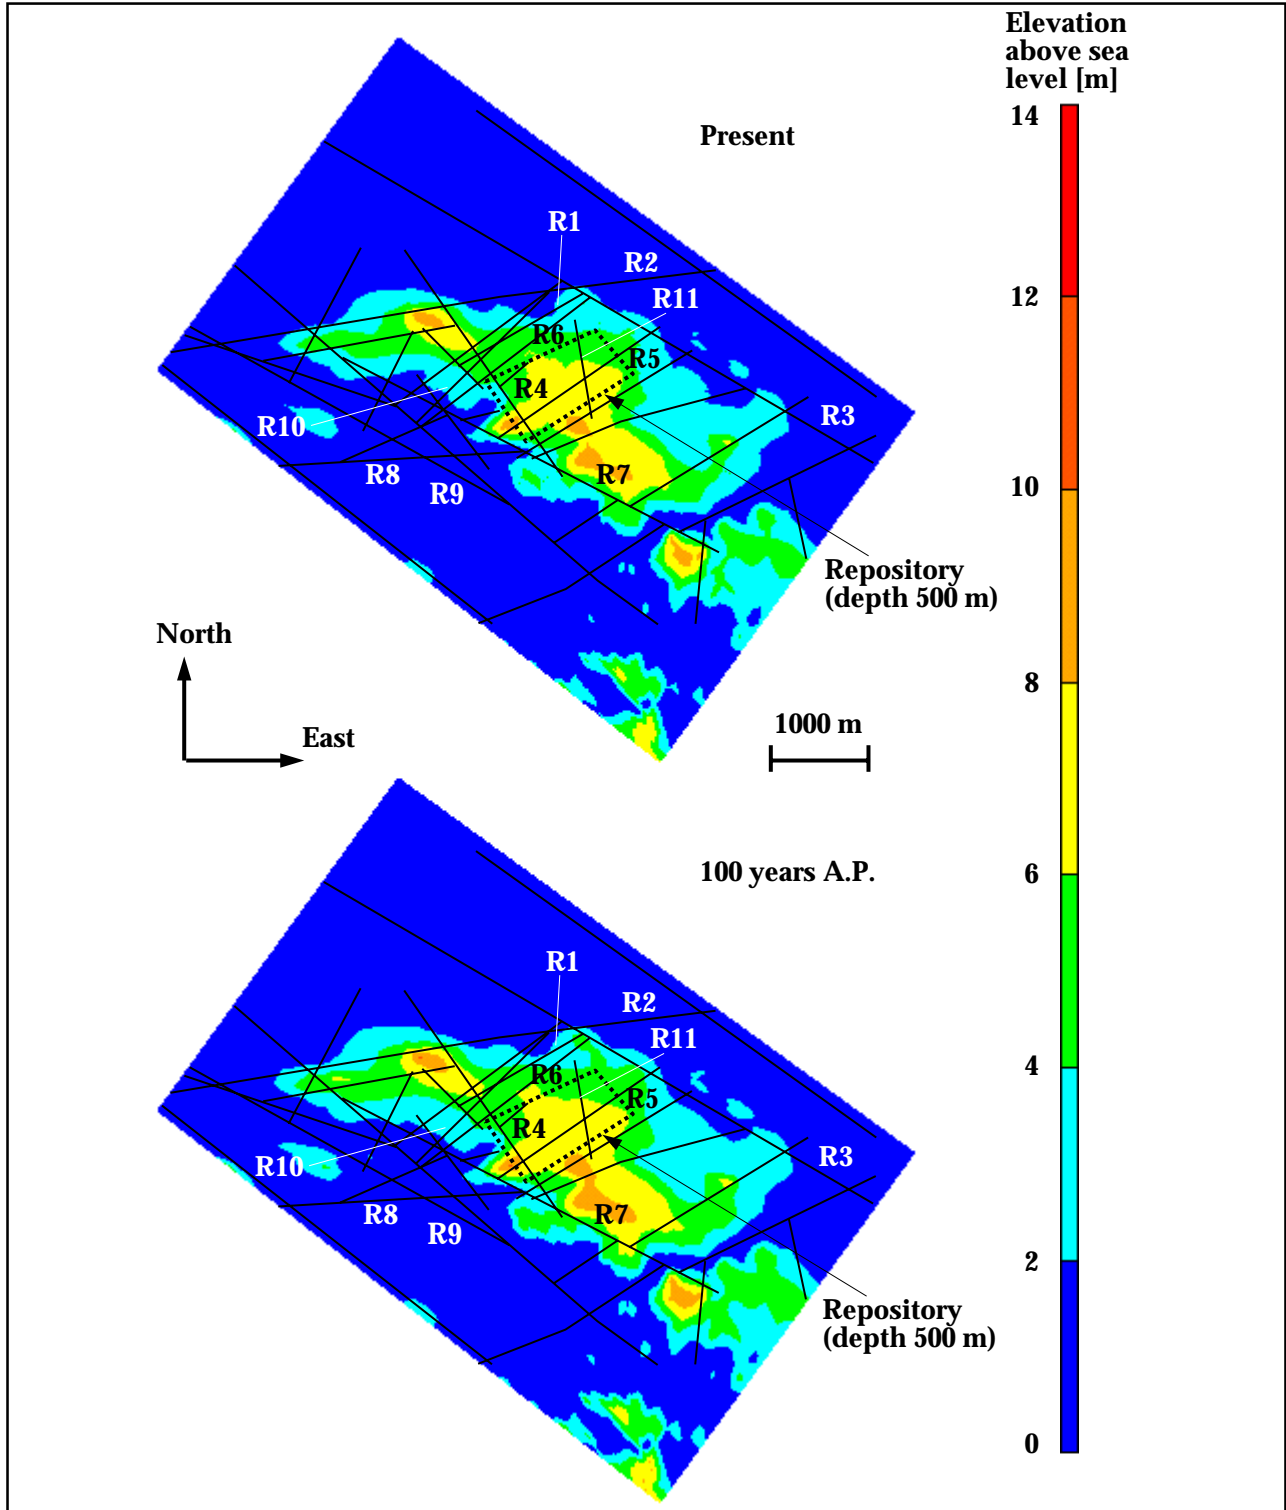 Elevation
above sea
level [m]
14
12
10
8
6
4
2
0
Present
R1
R2
R11
R6
R5
R4
R3
R10
R7
R8
R9
Repository
(depth 500 m)
North
East
1000 m
100 years A.P.
R1
R2
R11
R6
R5
R4
R3
R10
R7
R8
R9
Repository
(depth 500 m)